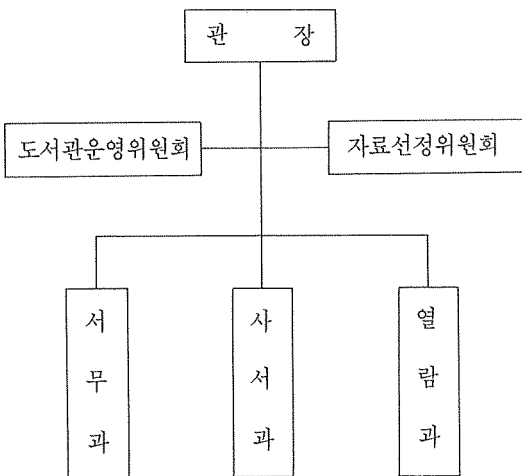 관 장
도서관운영위원회
자료선정위원회
서무과
사서과
열람과